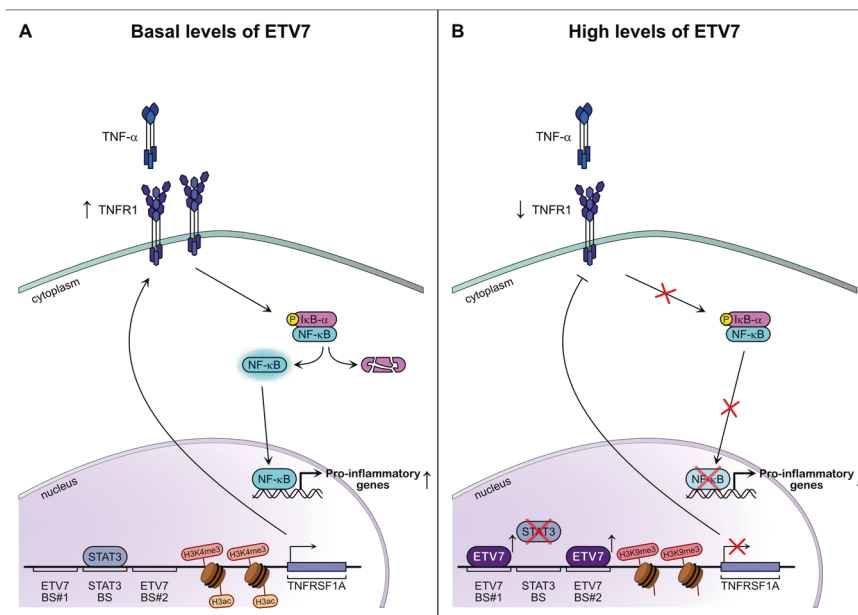 A Basal levels of ETV7
TNF-α
↑ TNFR1
cytoplasm
P IκB-α
NF-κB
NF-κB
nucleus
NF-κB
Pro-inflammatory ↑
genes
STAT3
H3K4me3 H3K4me3
H3ac H3ac
ETV7 STAT3 ETV7 TNFRSF1A
BS#1 BS BS#2
B High levels of ETV7
TNF-α
↓ TNFR1
cytoplasm
P IκB-α
NF-κB
nucleus
NF-κB
Pro-inflammatory
genes
ETV7 ↑ STAT3 ETV7 ↑ H3K9me3 H3K9me3
ETV7 STAT3 ETV7 TNFRSF1A
BS#1 BS BS#2